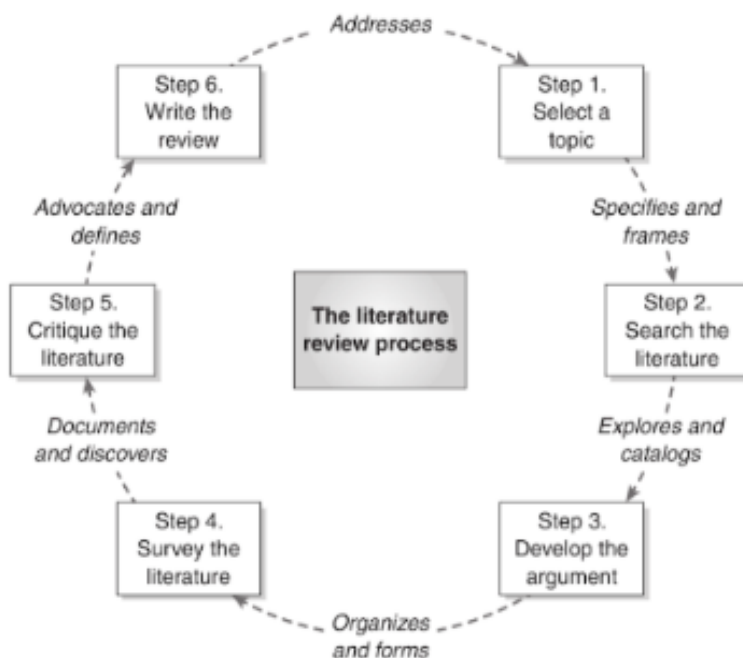 Addresses
Step 6.
Write the
review
Step 1.
Select a
topic
Advocates and
defines
Specifies and
frames
Step 5.
Critique the
literature
The literature
review process
Step 2.
Search the
literature
Documents
and discovers
Explores and
catalogs
Step 4.
Survey the
literature
Step 3.
Develop the
argument
Organizes
and forms